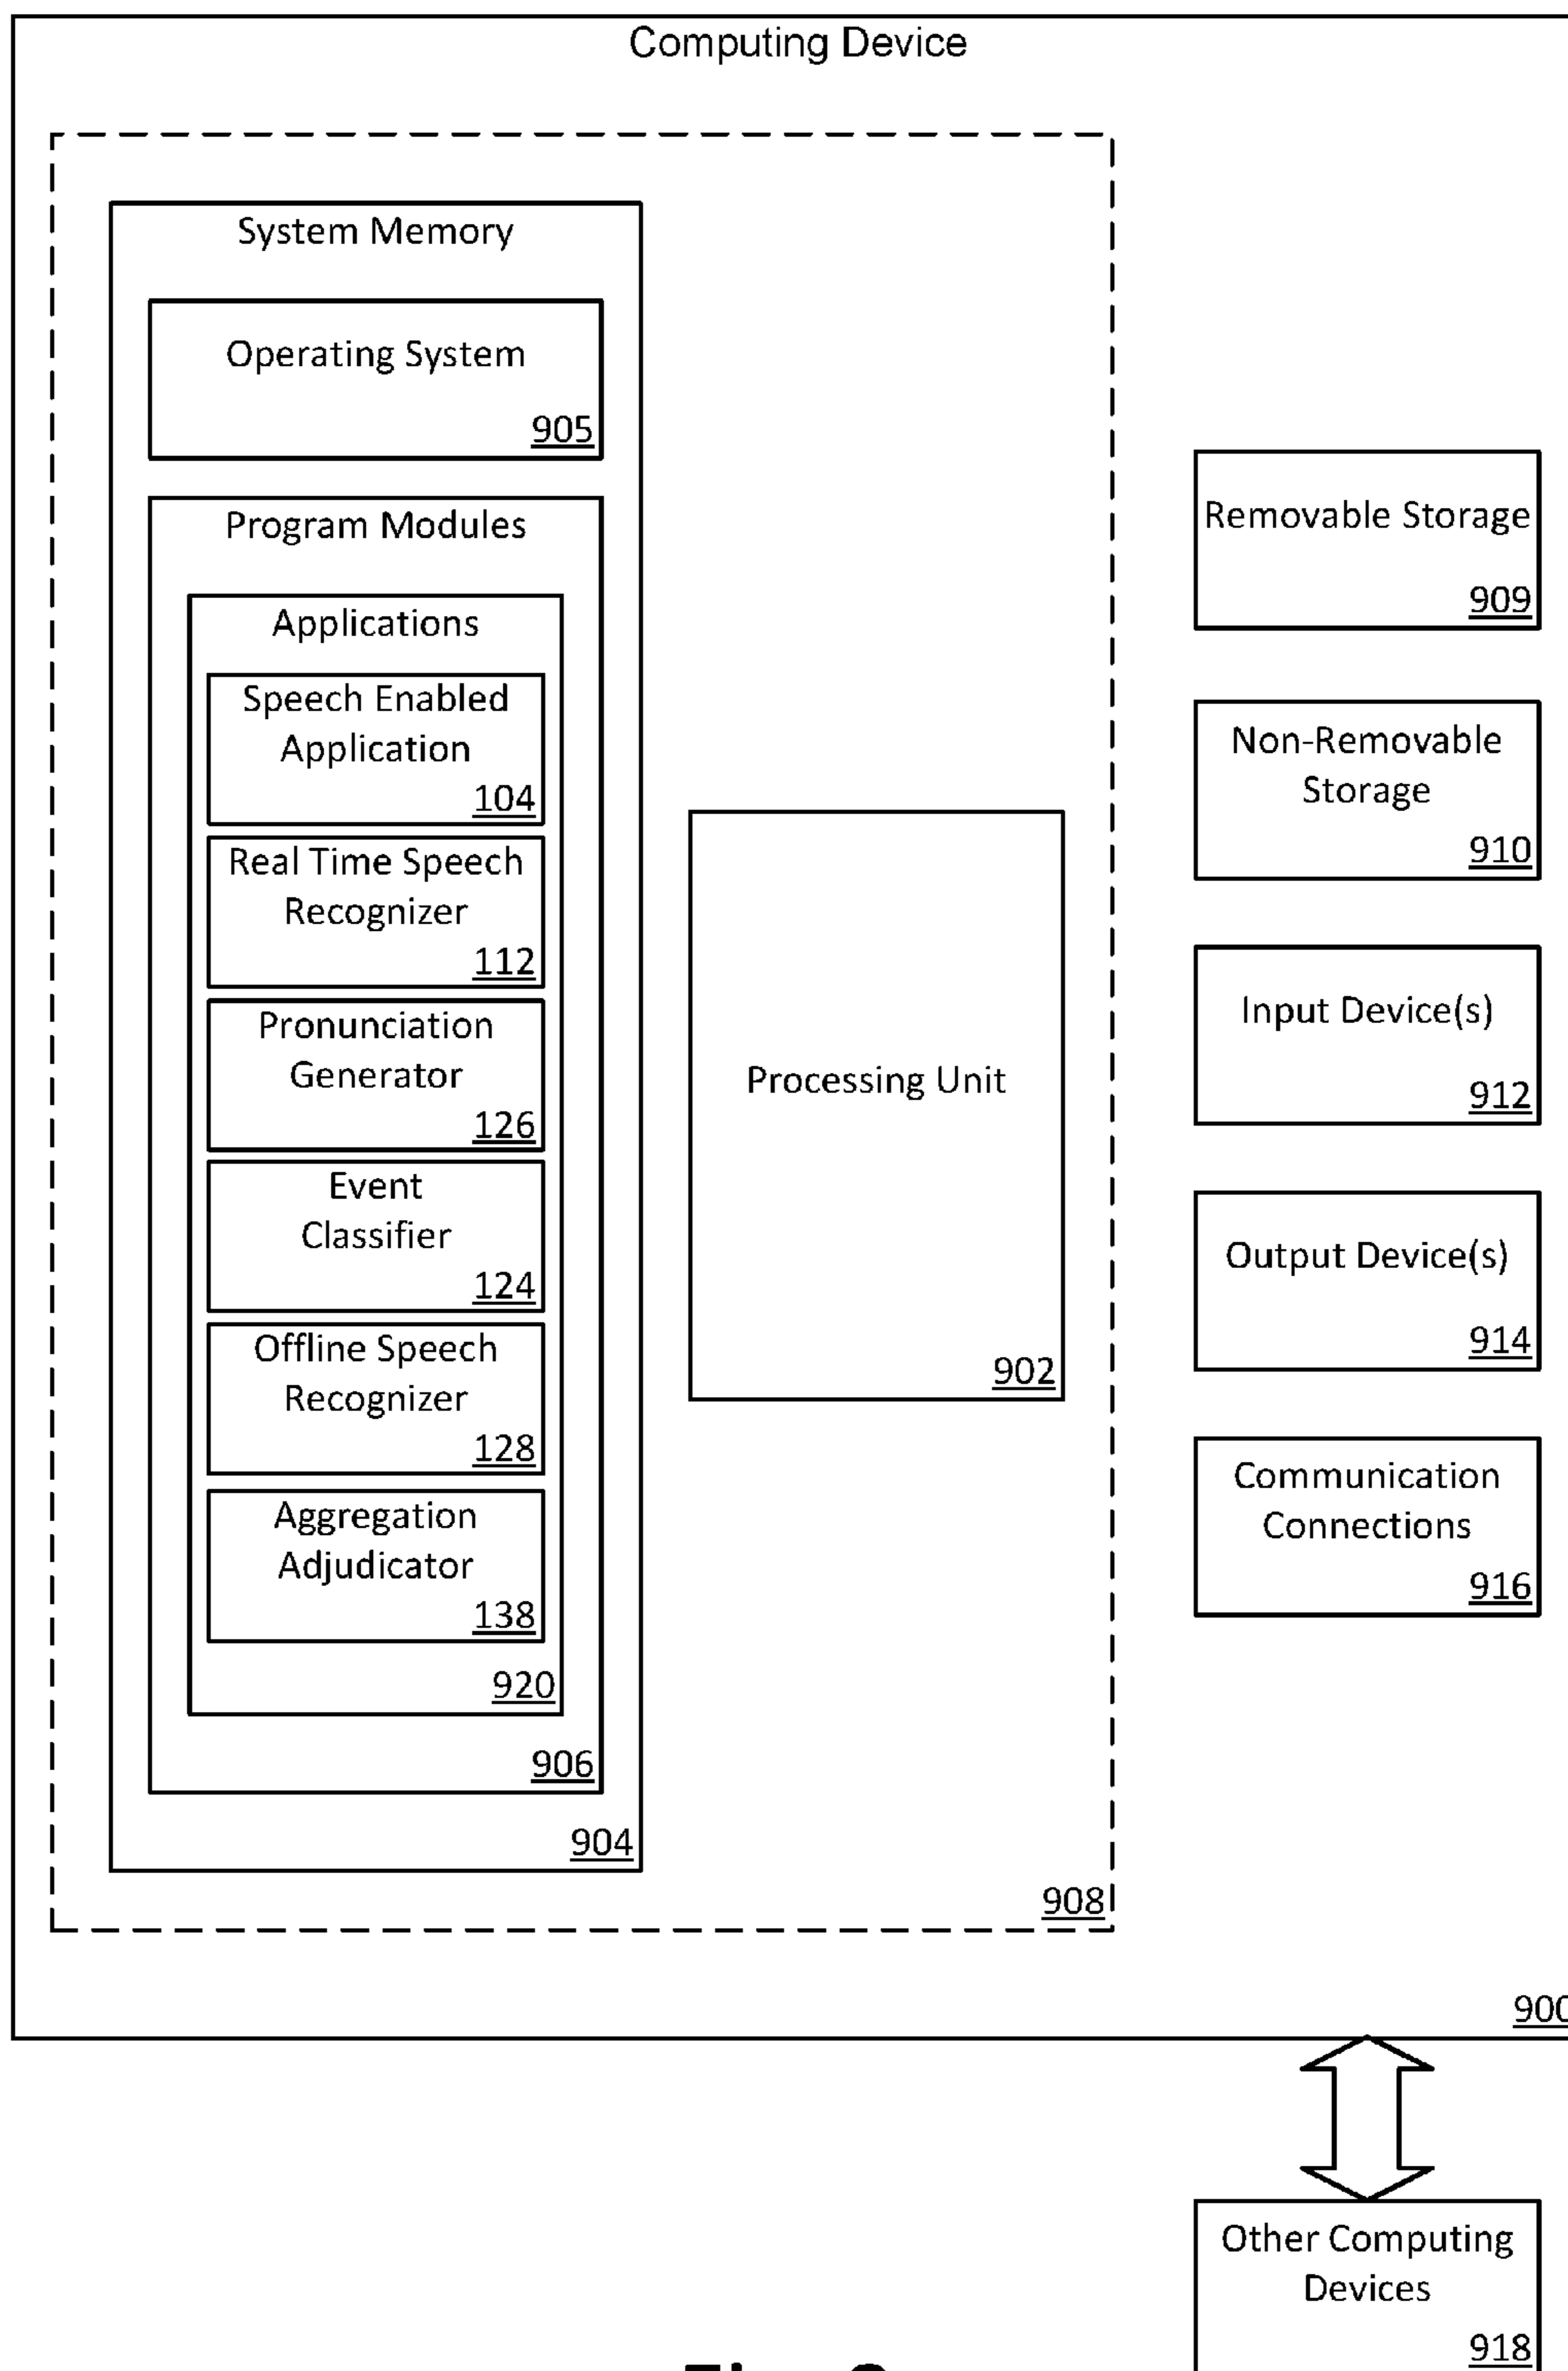 Computing Device
System Memory
Operating System
905
Program Modules
Applications
Speech Enabled
Application
104
Real Time Speech
Recognizer
112
Pronunciation
Generator
126
Event
Classifier
124
Offline Speech
Recognizer
128
Aggregation
Adjudicator
138
920
906
904
Processing Unit
902
908
Removable Storage
909
Non-Removable
Storage
910
Input Device(s)
912
Output Device(s)
914
Communication
Connections
916
900
Other Computing
Devices
918